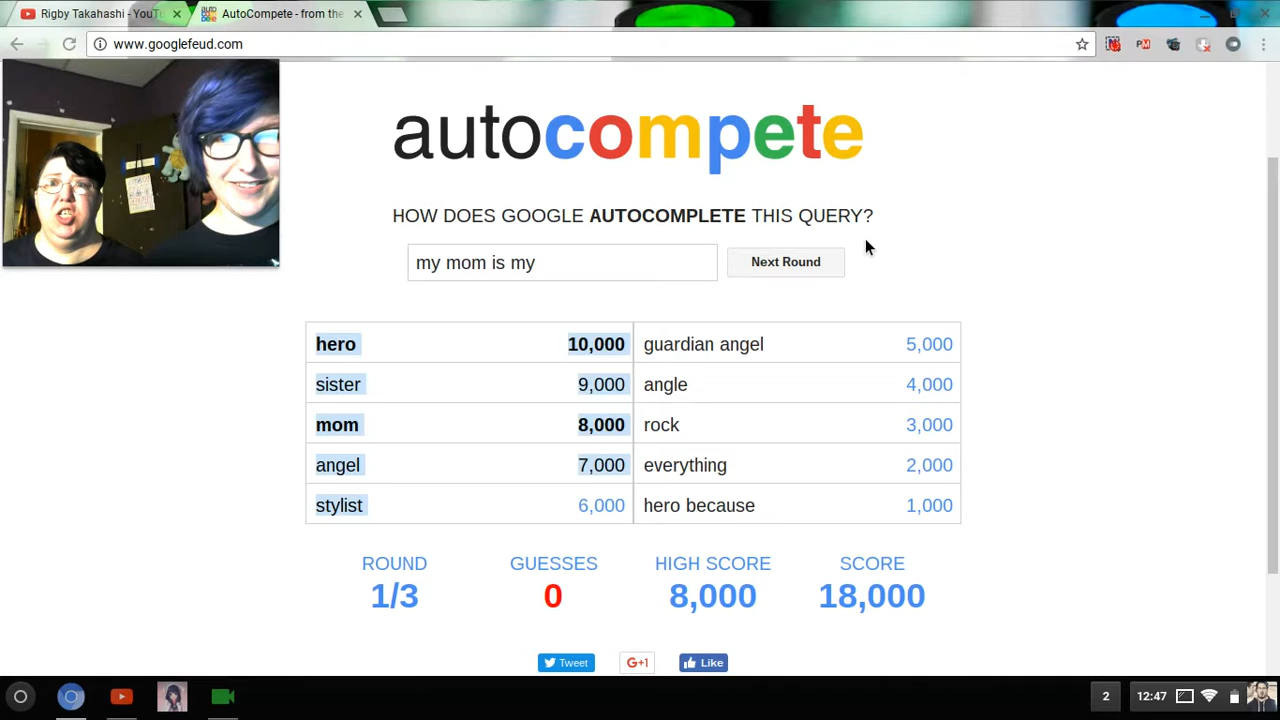 Rigby Takahashi - YouT
AutoCompete - from the
www.googlefeud.com
PM
autocompete
HOW DOES GOOGLE AUTOCOMPLETE THIS QUERY?
my mom is my
Next Round
hero 10,000 guardian angel 5,000
sister 9,000 angle 4,000
mom 8,000 rock 3,000
angel 7,000 everything 2,000
stylist 6,000 hero because 1,000
ROUND GUESSES HIGH SCORE SCORE
1/3 0 8,000 18,000
Tweet G+1 Like
2 12:47